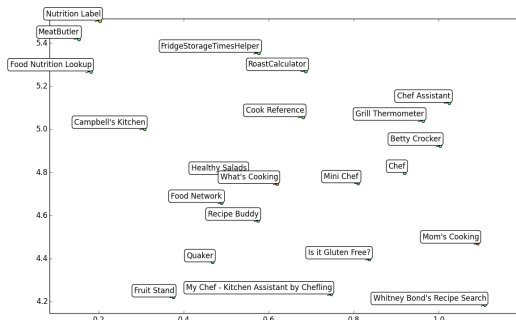 Nutrition Label
5.4
MeatButler
FridgeStorageTimesHelper
Food Nutrition Lookup
RoastCalculator
5.2
Chef Assistant
Cook Reference
Grill Thermometer
Campbell's Kitchen
5.0
Betty Crocker
Healthy Salads
Chef
4.8
What's Cooking
Mini Chef
Food Network
4.6
Recipe Buddy
Mom's Cooking
Quaker
Is it Gluten Free?
4.4
Fruit Stand
My Chef - Kitchen Assistant by Chefling
Whitney Bond's Recipe Search
4.2
0.2
0.4
0.6
0.8
1.0